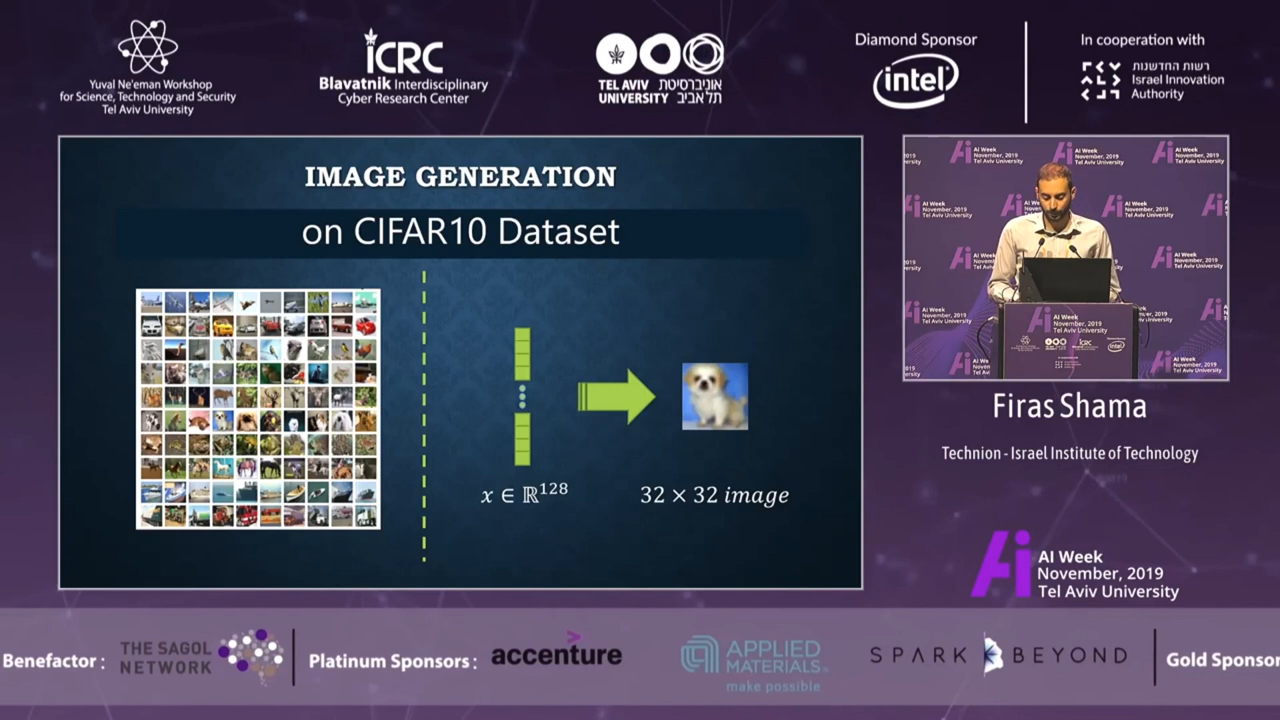 Yuval Ne'eman Workshop
for Science, Technology and Security
Tel Aviv University
iCRC
Blavatnik Interdisciplinary
Cyber Research Center
TEL AVIV אוניברסיטת
UNIVERSITY תל אביב
Diamond Sponsor
intel
In cooperation with
רשות החדשנות
Israel Innovation
Authority
IMAGE GENERATION
on CIFAR10 Dataset
x ∈ ℝ¹²⁸
32 × 32 image
AI Week
November, 2019
Tel Aviv University
Firas Shama
Technion - Israel Institute of Technology
Ai
AI Week
November, 2019
Tel Aviv University
Benefactor :
THE SAGOL
NETWORK
Platinum Sponsors :
accenture
APPLIED
MATERIALS
make possible
SPARK BEYOND
Gold Sponsor